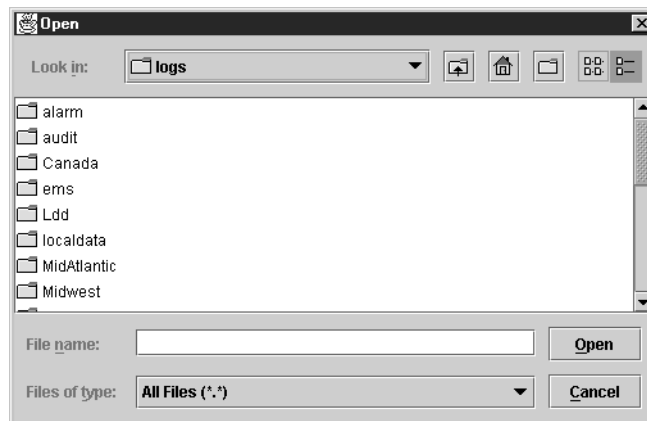 Open
Look in:
logs
alarm
audit
Canada
ems
Ldd
localdata
MidAtlantic
Midwest
File name:
Open
Files of type:
All Files (*.*)
Cancel